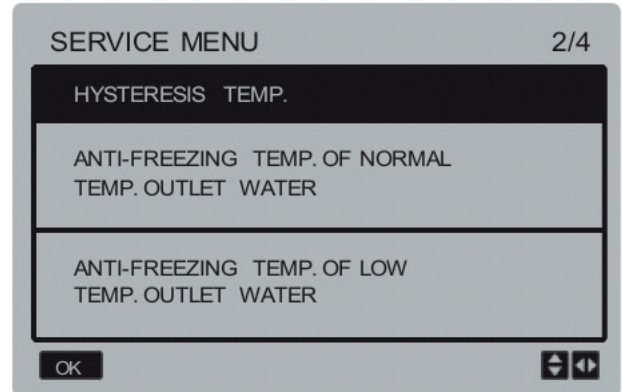 SERVICE MENU 2/4
HYSTERESIS TEMP.
ANTI-FREEZING TEMP. OF NORMAL
TEMP. OUTLET WATER
ANTI-FREEZING TEMP. OF LOW
TEMP. OUTLET WATER
OK